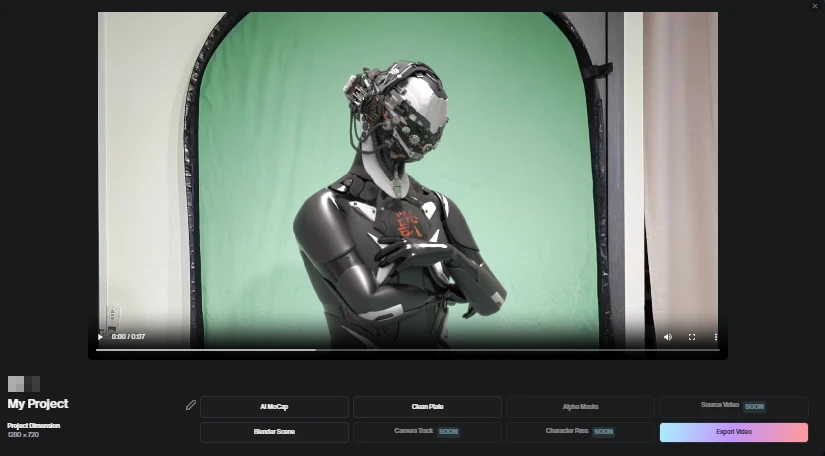 0:00 / 0:07
My Project
Project Dimension
1280 x 720
AI MoCap
Clean Plate
Alpha Masks
Source Video SOON
Blender Scene
Camera Track SOON
Character Pass SOON
Export Video